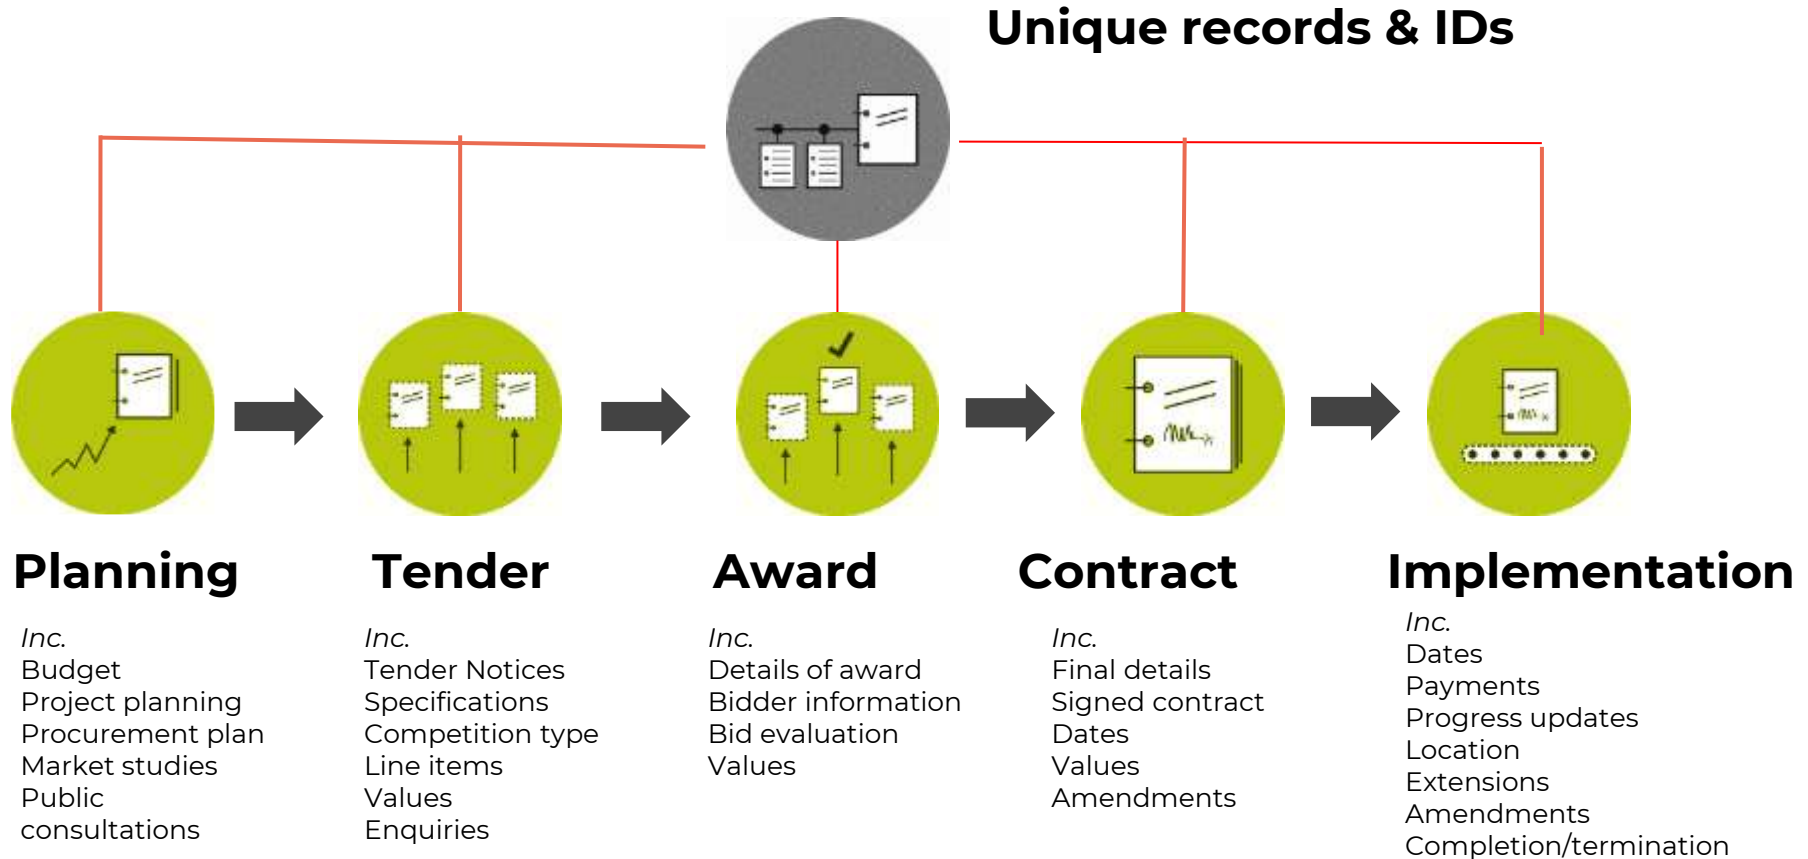 Unique records & IDs
Planning
Inc.
Budget
Project planning
Procurement plan
Market studies
Public
consultations
Tender
Inc.
Tender Notices
Specifications
Competition type
Line items
Values
Enquiries
Award
Inc.
Details of award
Bidder information
Bid evaluation
Values
Contract
Inc.
Final details
Signed contract
Dates
Values
Amendments
Implementation
Inc.
Dates
Payments
Progress updates
Location
Extensions
Amendments
Completion/termination